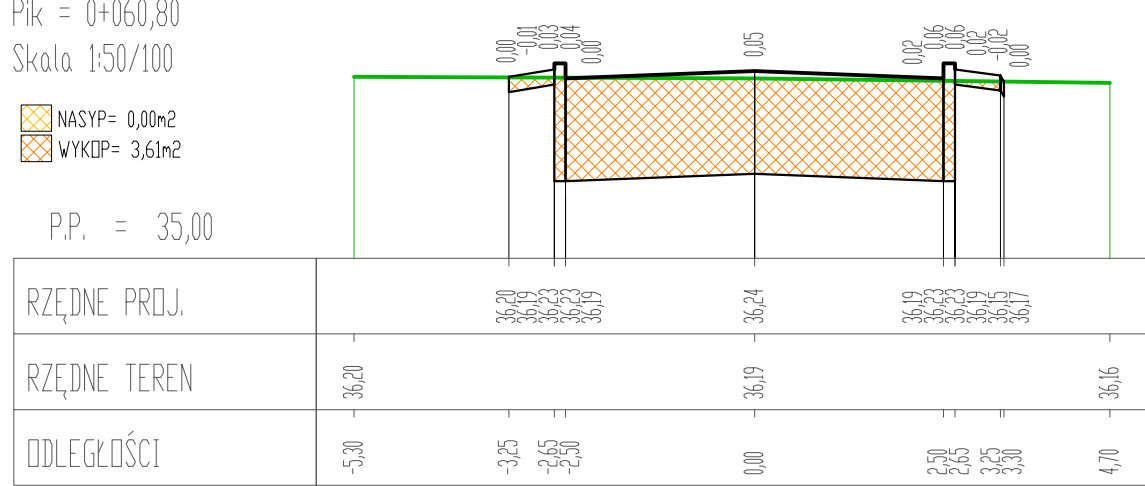 Pik = 0+060,80
Skala 1:50/100
NASYP= 0,00m2
WYKOP= 3,61m2
P.P. = 35,00
0,00 -0,01 0,03 0,04 0,00 0,05 0,02 0,06 0,06 0,02 -0,02 0,00
RZĘDNE PROJ. 36,20 36,19 36,23 36,23 36,19 36,24 36,19 36,23 36,23 36,19 36,15 36,17
RZĘDNE TEREN 36,20 36,19 36,16
ODLEGŁOŚCI -5,30 -3,25 -2,65 -2,50 0,00 2,50 2,65 3,25 3,30 4,70